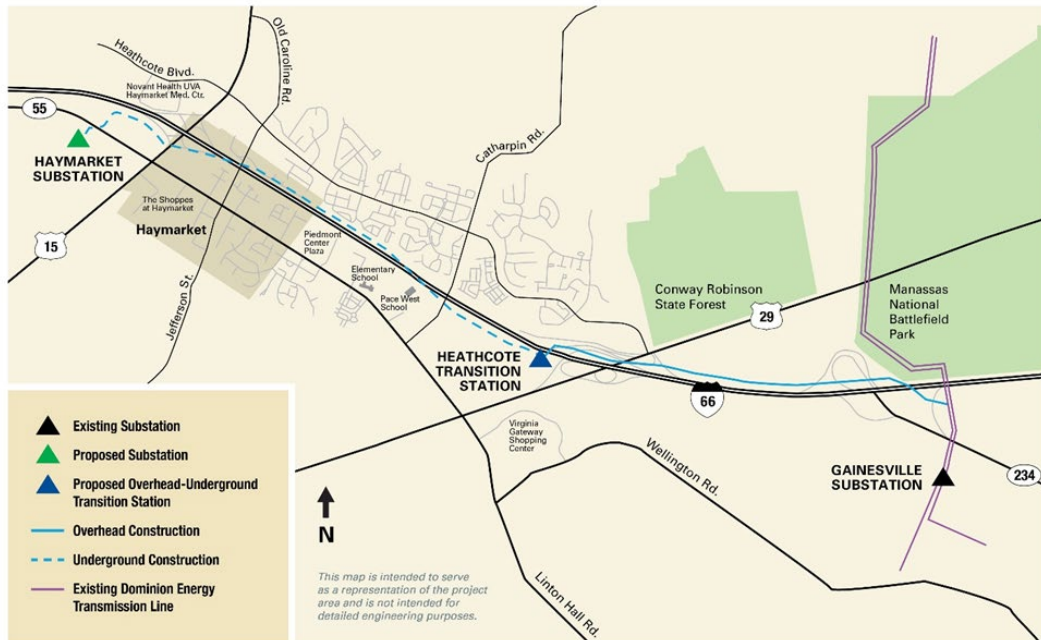 Heathcote Blvd.
Old Caroline Rd.
Novant Health UVA
Haymarket Med. Ctr.
55
HAYMARKET
SUBSTATION
Catharpin Rd.
The Shoppes
at Haymarket
Haymarket
15
Piedmont
Center
Plaza
Elementary
School
Pace West
School
Jefferson St.
Conway Robinson
State Forest
29
Manassas
National
Battlefield
Park
HEATHCOTE
TRANSITION
STATION
66
Virginia
Gateway
Shopping
Center
Wellington Rd.
GAINESVILLE
SUBSTATION
234
Linton Hall Rd.
Existing Substation
Proposed Substation
Proposed Overhead-Underground
Transition Station
Overhead Construction
Underground Construction
Existing Dominion Energy
Transmission Line
N
This map is intended to serve
as a representation of the project
area and is not intended for
detailed engineering purposes.